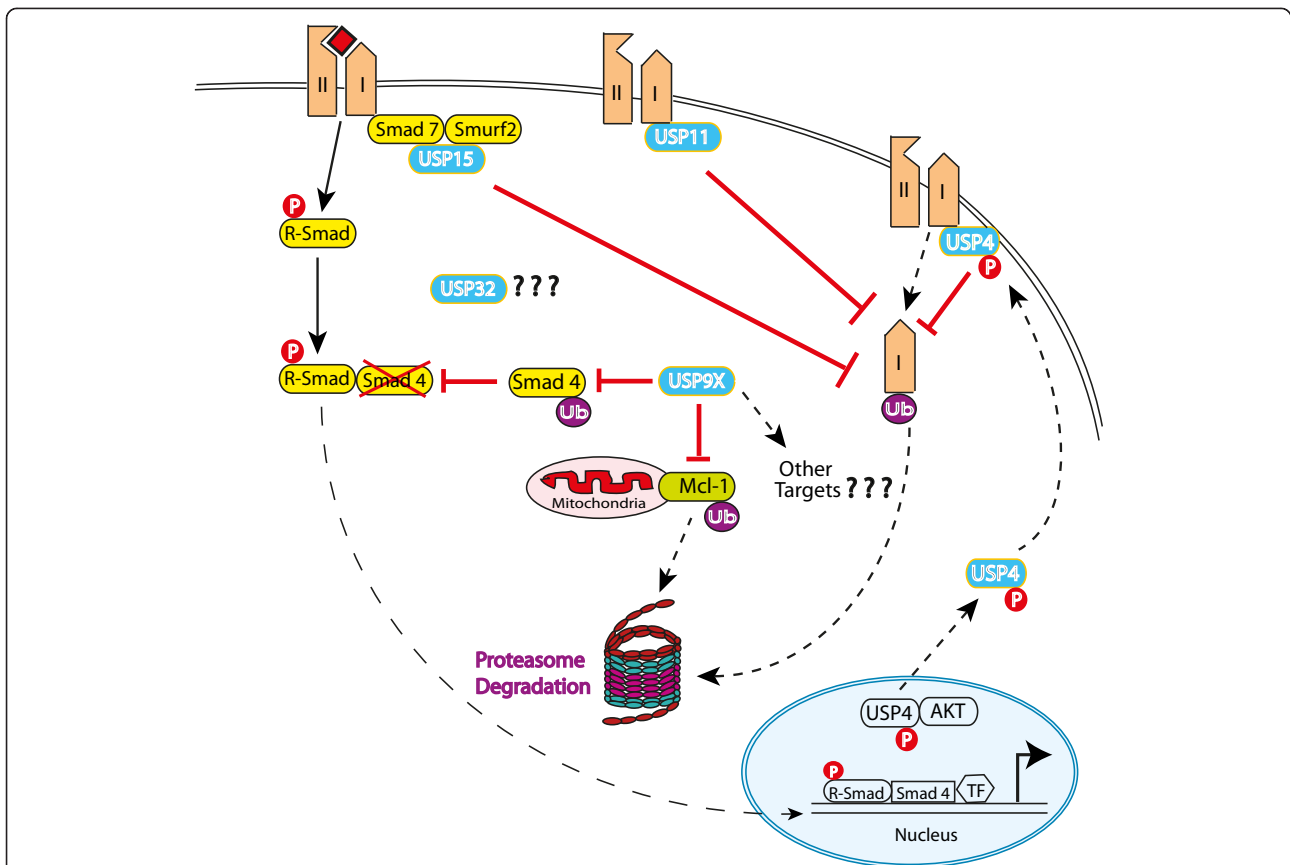 II
I
Smad 7
Smurf2
USP15
II
I
USP11
II
I
USP4
P
P
R-Smad
USP32 ???
P
R-Smad
Smad 4
Smad 4
Ub
USP9X
I
Ub
Other
Targets ???
Mitochondria
Mcl-1
Ub
USP4
P
Proteasome
Degradation
USP4
AKT
P
P
R-Smad
Smad 4
TF
Nucleus